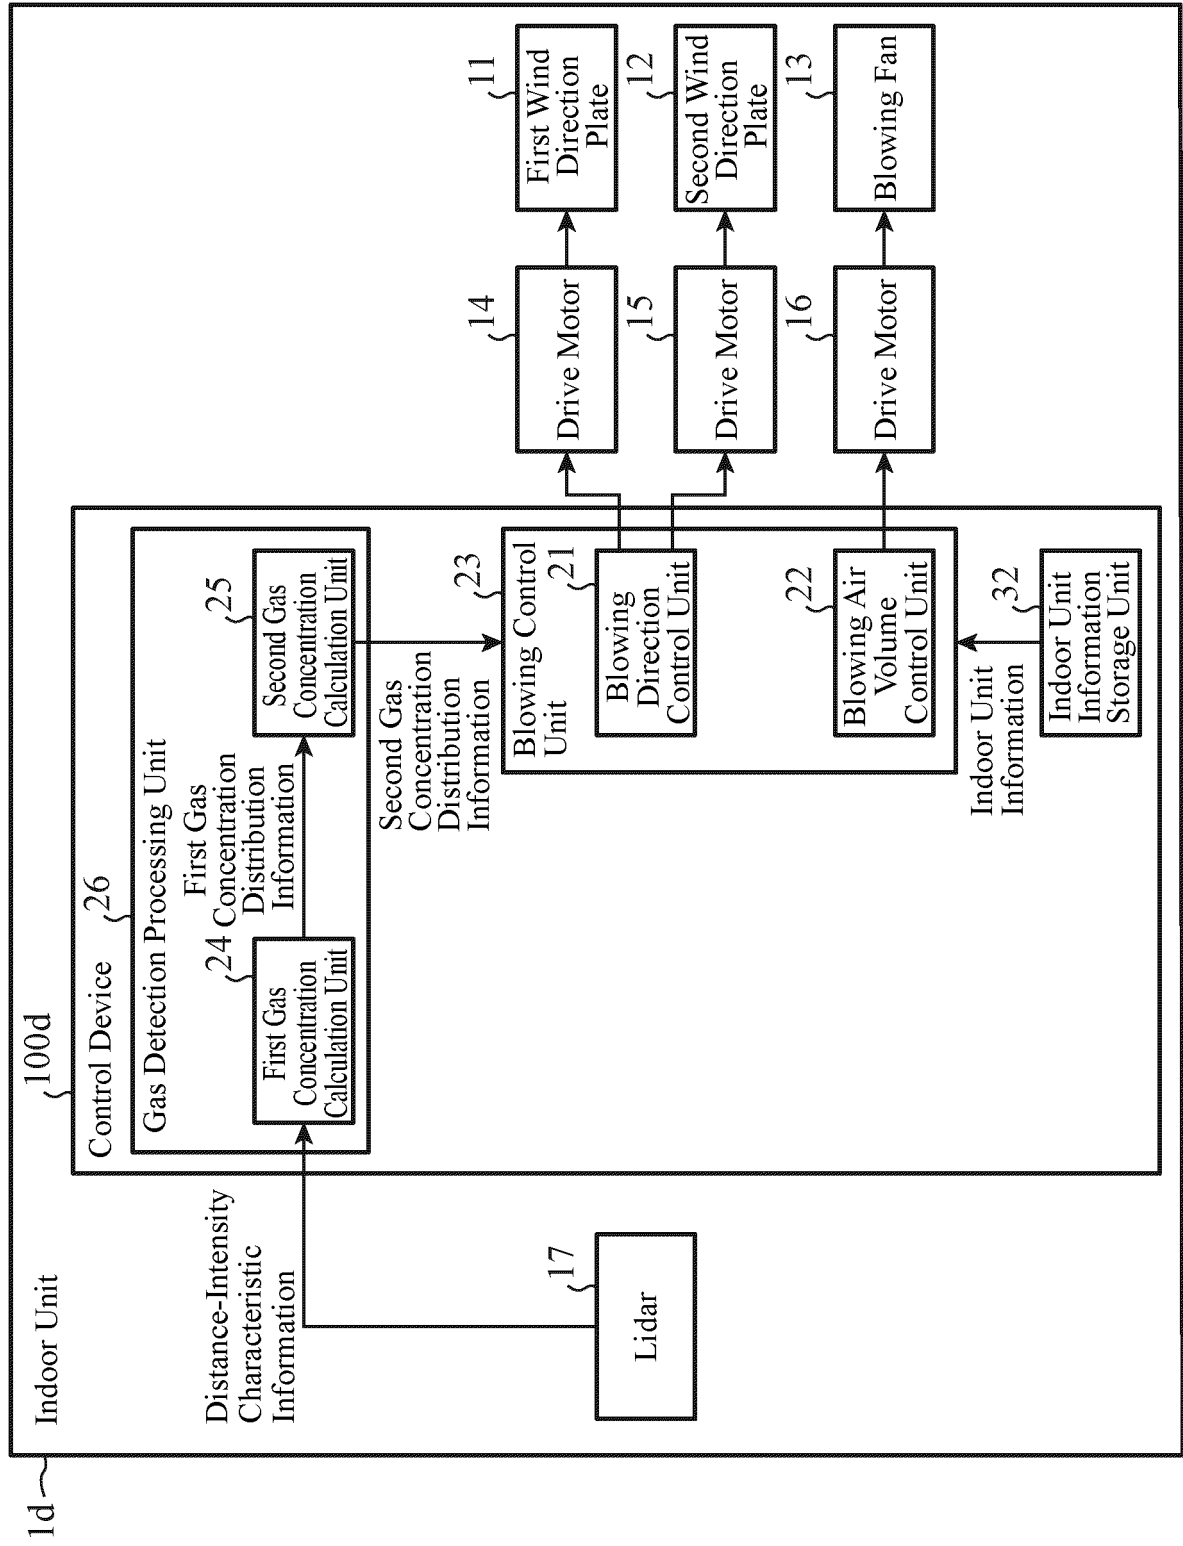 1d
Indoor Unit
100d
Control Device
26
Gas Detection Processing Unit
Distance-Intensity
Characteristic
Information
24
First Gas
Concentration
Calculation Unit
First Gas
Concentration
Distribution
Information
25
Second Gas
Concentration
Calculation Unit
Second Gas
Concentration
Distribution
Information
17
Lidar
23
Blowing Control
Unit
21
Blowing
Direction
Control Unit
22
Blowing Air
Volume
Control Unit
Indoor Unit
Information
32
Indoor Unit
Information
Storage Unit
14
Drive Motor
11
First Wind
Direction
Plate
15
Drive Motor
12
Second Wind
Direction
Plate
16
Drive Motor
13
Blowing Fan